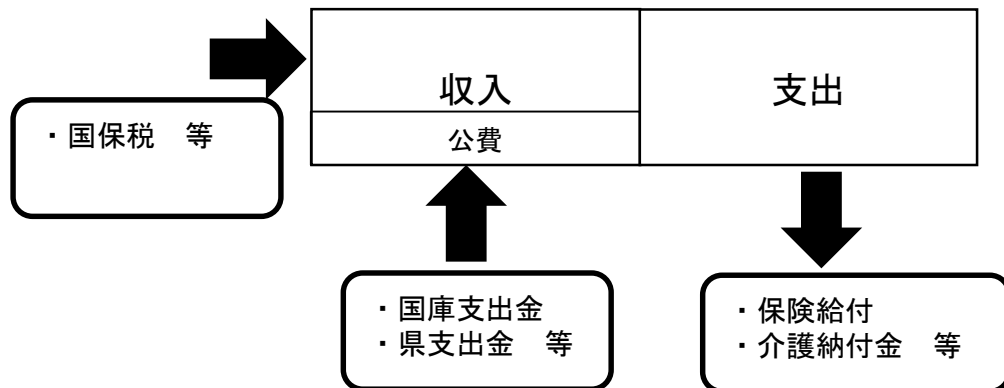 収入
支出
公費
・国保税　等
・国庫支出金
・県支出金　等
・保険給付
・介護納付金　等